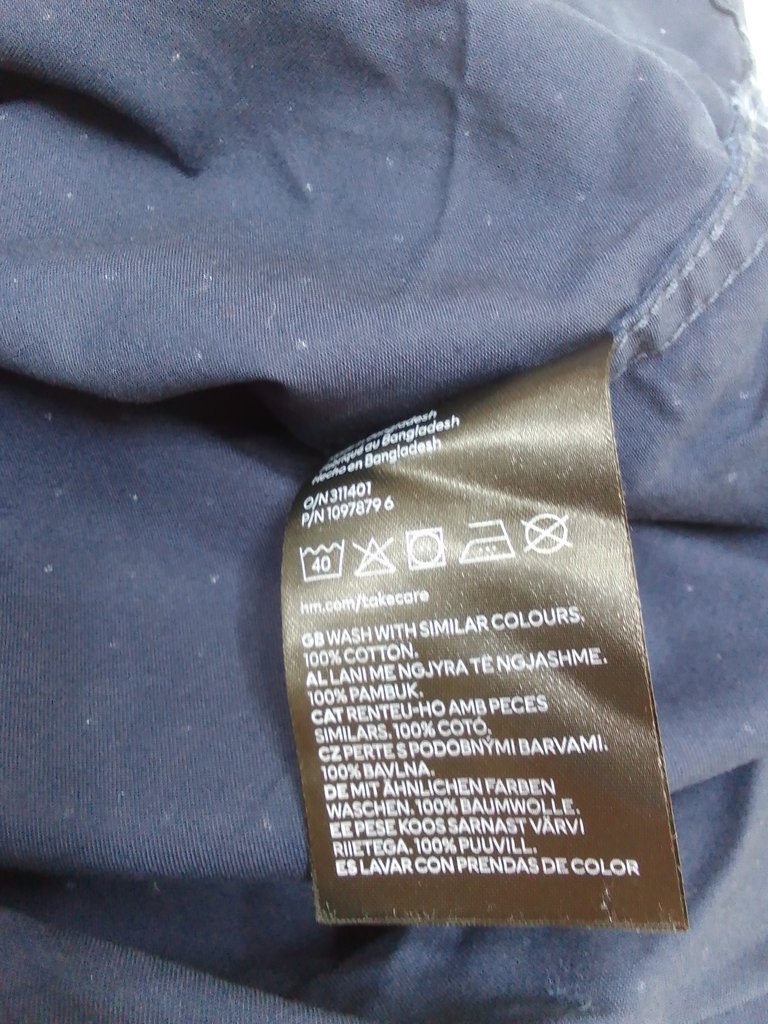 Bangladesh
Fabriqué au Bangladesh
Hecho en Bangladesh
O/N 311401
P/N 1097879 6
40
hm.com/takecare
GB WASH WITH SIMILAR COLOURS.
100% COTTON.
AL LANI ME NGJYRA TË NGJASHME.
100% PAMBUK.
CAT RENTEU-HO AMB PECES
SIMILARS. 100% COTÓ.
CZ PERTE S PODOBNÝMI BARVAMI.
100% BAVLNA.
DE MIT ÄHNLICHEN FARBEN
WASCHEN. 100% BAUMWOLLE.
EE PESE KOOS SARNAST VÄRVI
RIIETEGA. 100% PUUVILL.
ES LAVAR CON PRENDAS DE COLOR